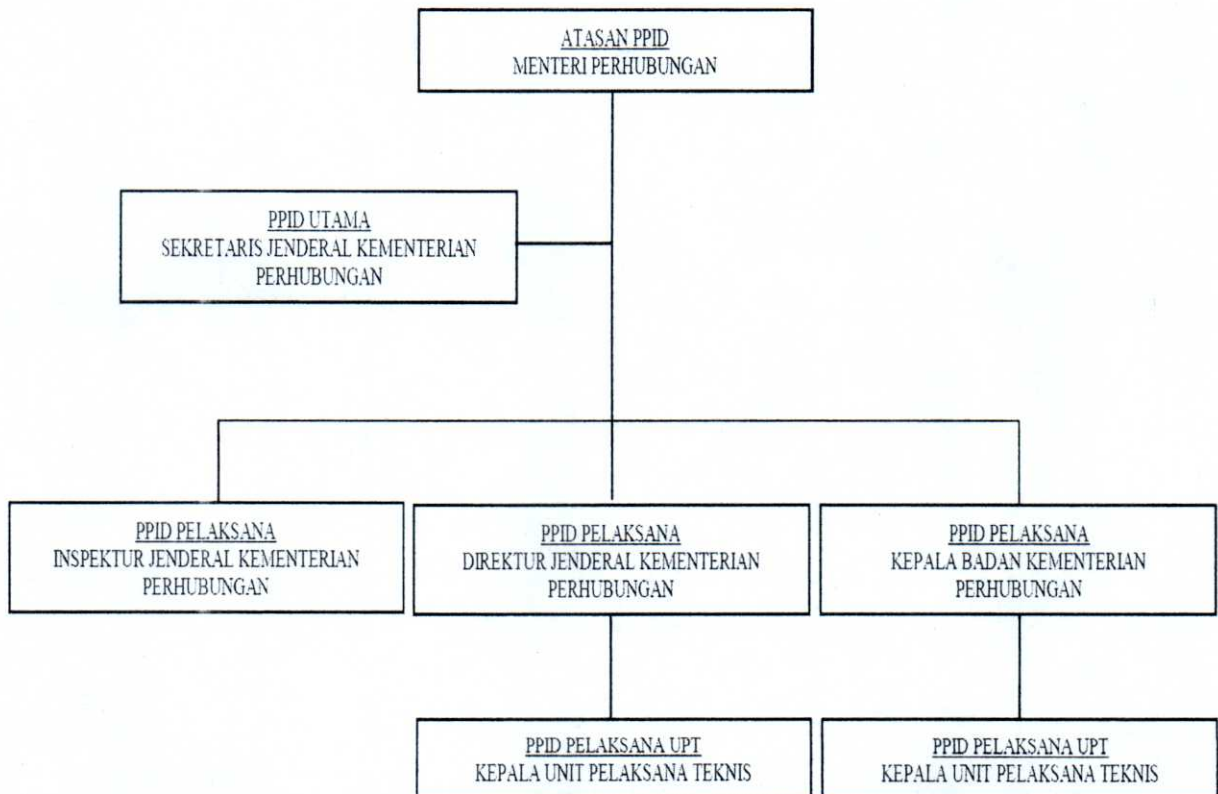 ATASAN PPID
MENTERI PERHUBUNGAN
PPID UTAMA
SEKRETARIS JENDERAL KEMENTERIAN
PERHUBUNGAN
PPID PELAKSANA
INSPEKTUR JENDERAL KEMENTERIAN
PERHUBUNGAN
PPID PELAKSANA
DIREKTUR JENDERAL KEMENTERIAN
PERHUBUNGAN
PPID PELAKSANA
KEPALA BADAN KEMENTERIAN
PERHUBUNGAN
PPID PELAKSANA UPT
KEPALA UNIT PELAKSANA TEKNIS
PPID PELAKSANA UPT
KEPALA UNIT PELAKSANA TEKNIS